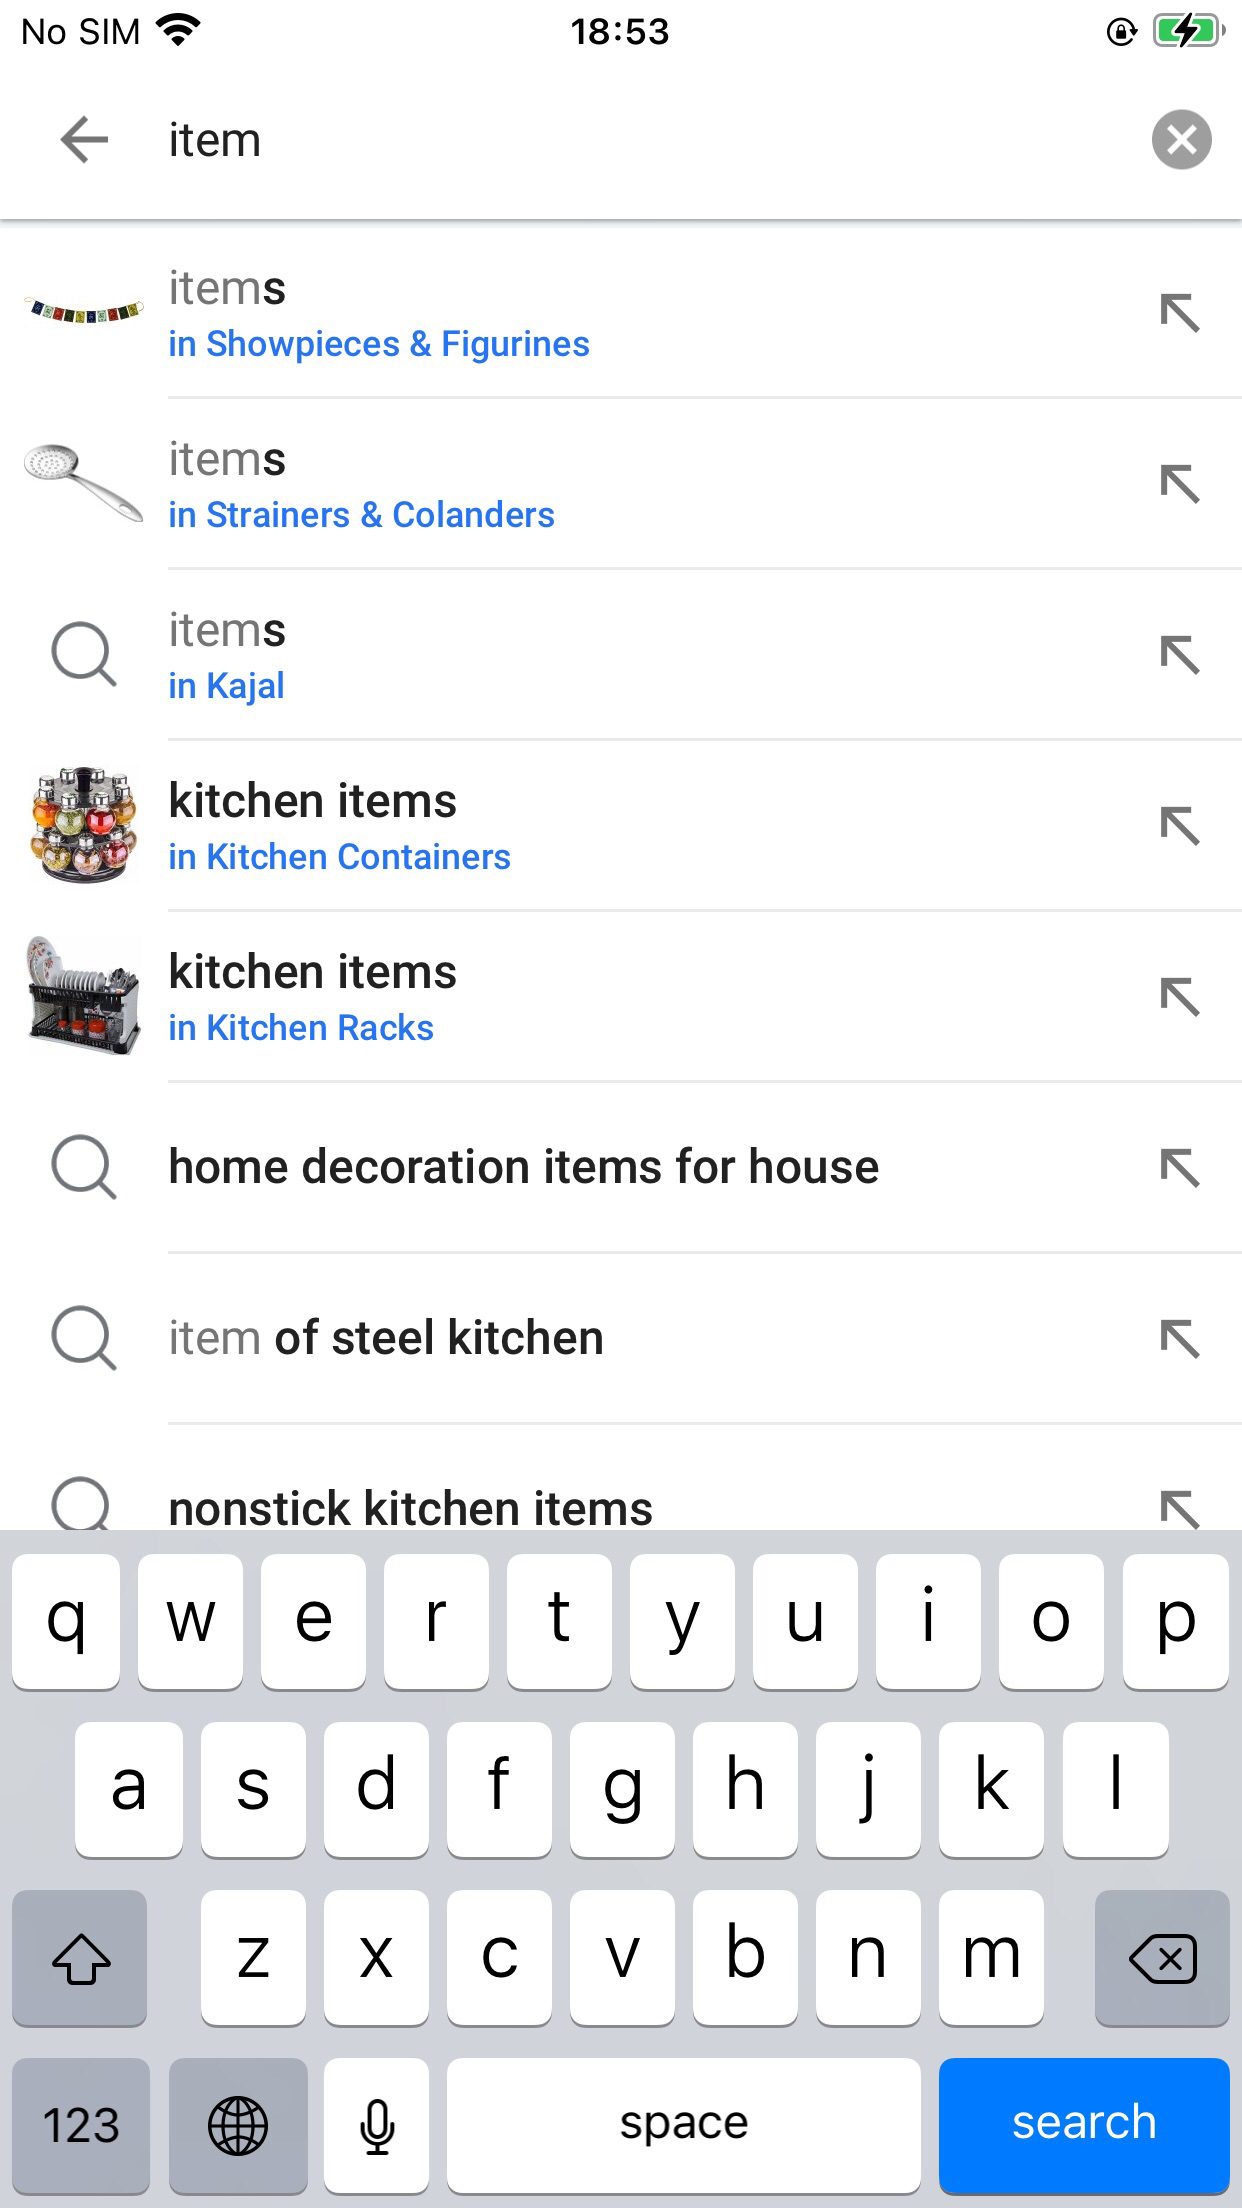 No SIM 18:53
item
items
in Showpieces & Figurines
items
in Strainers & Colanders
items
in Kajal
kitchen items
in Kitchen Containers
kitchen items
in Kitchen Racks
home decoration items for house
item of steel kitchen
nonstick kitchen items
q w e r t y u i o p
a s d f g h j k l
z x c v b n m
123 space search